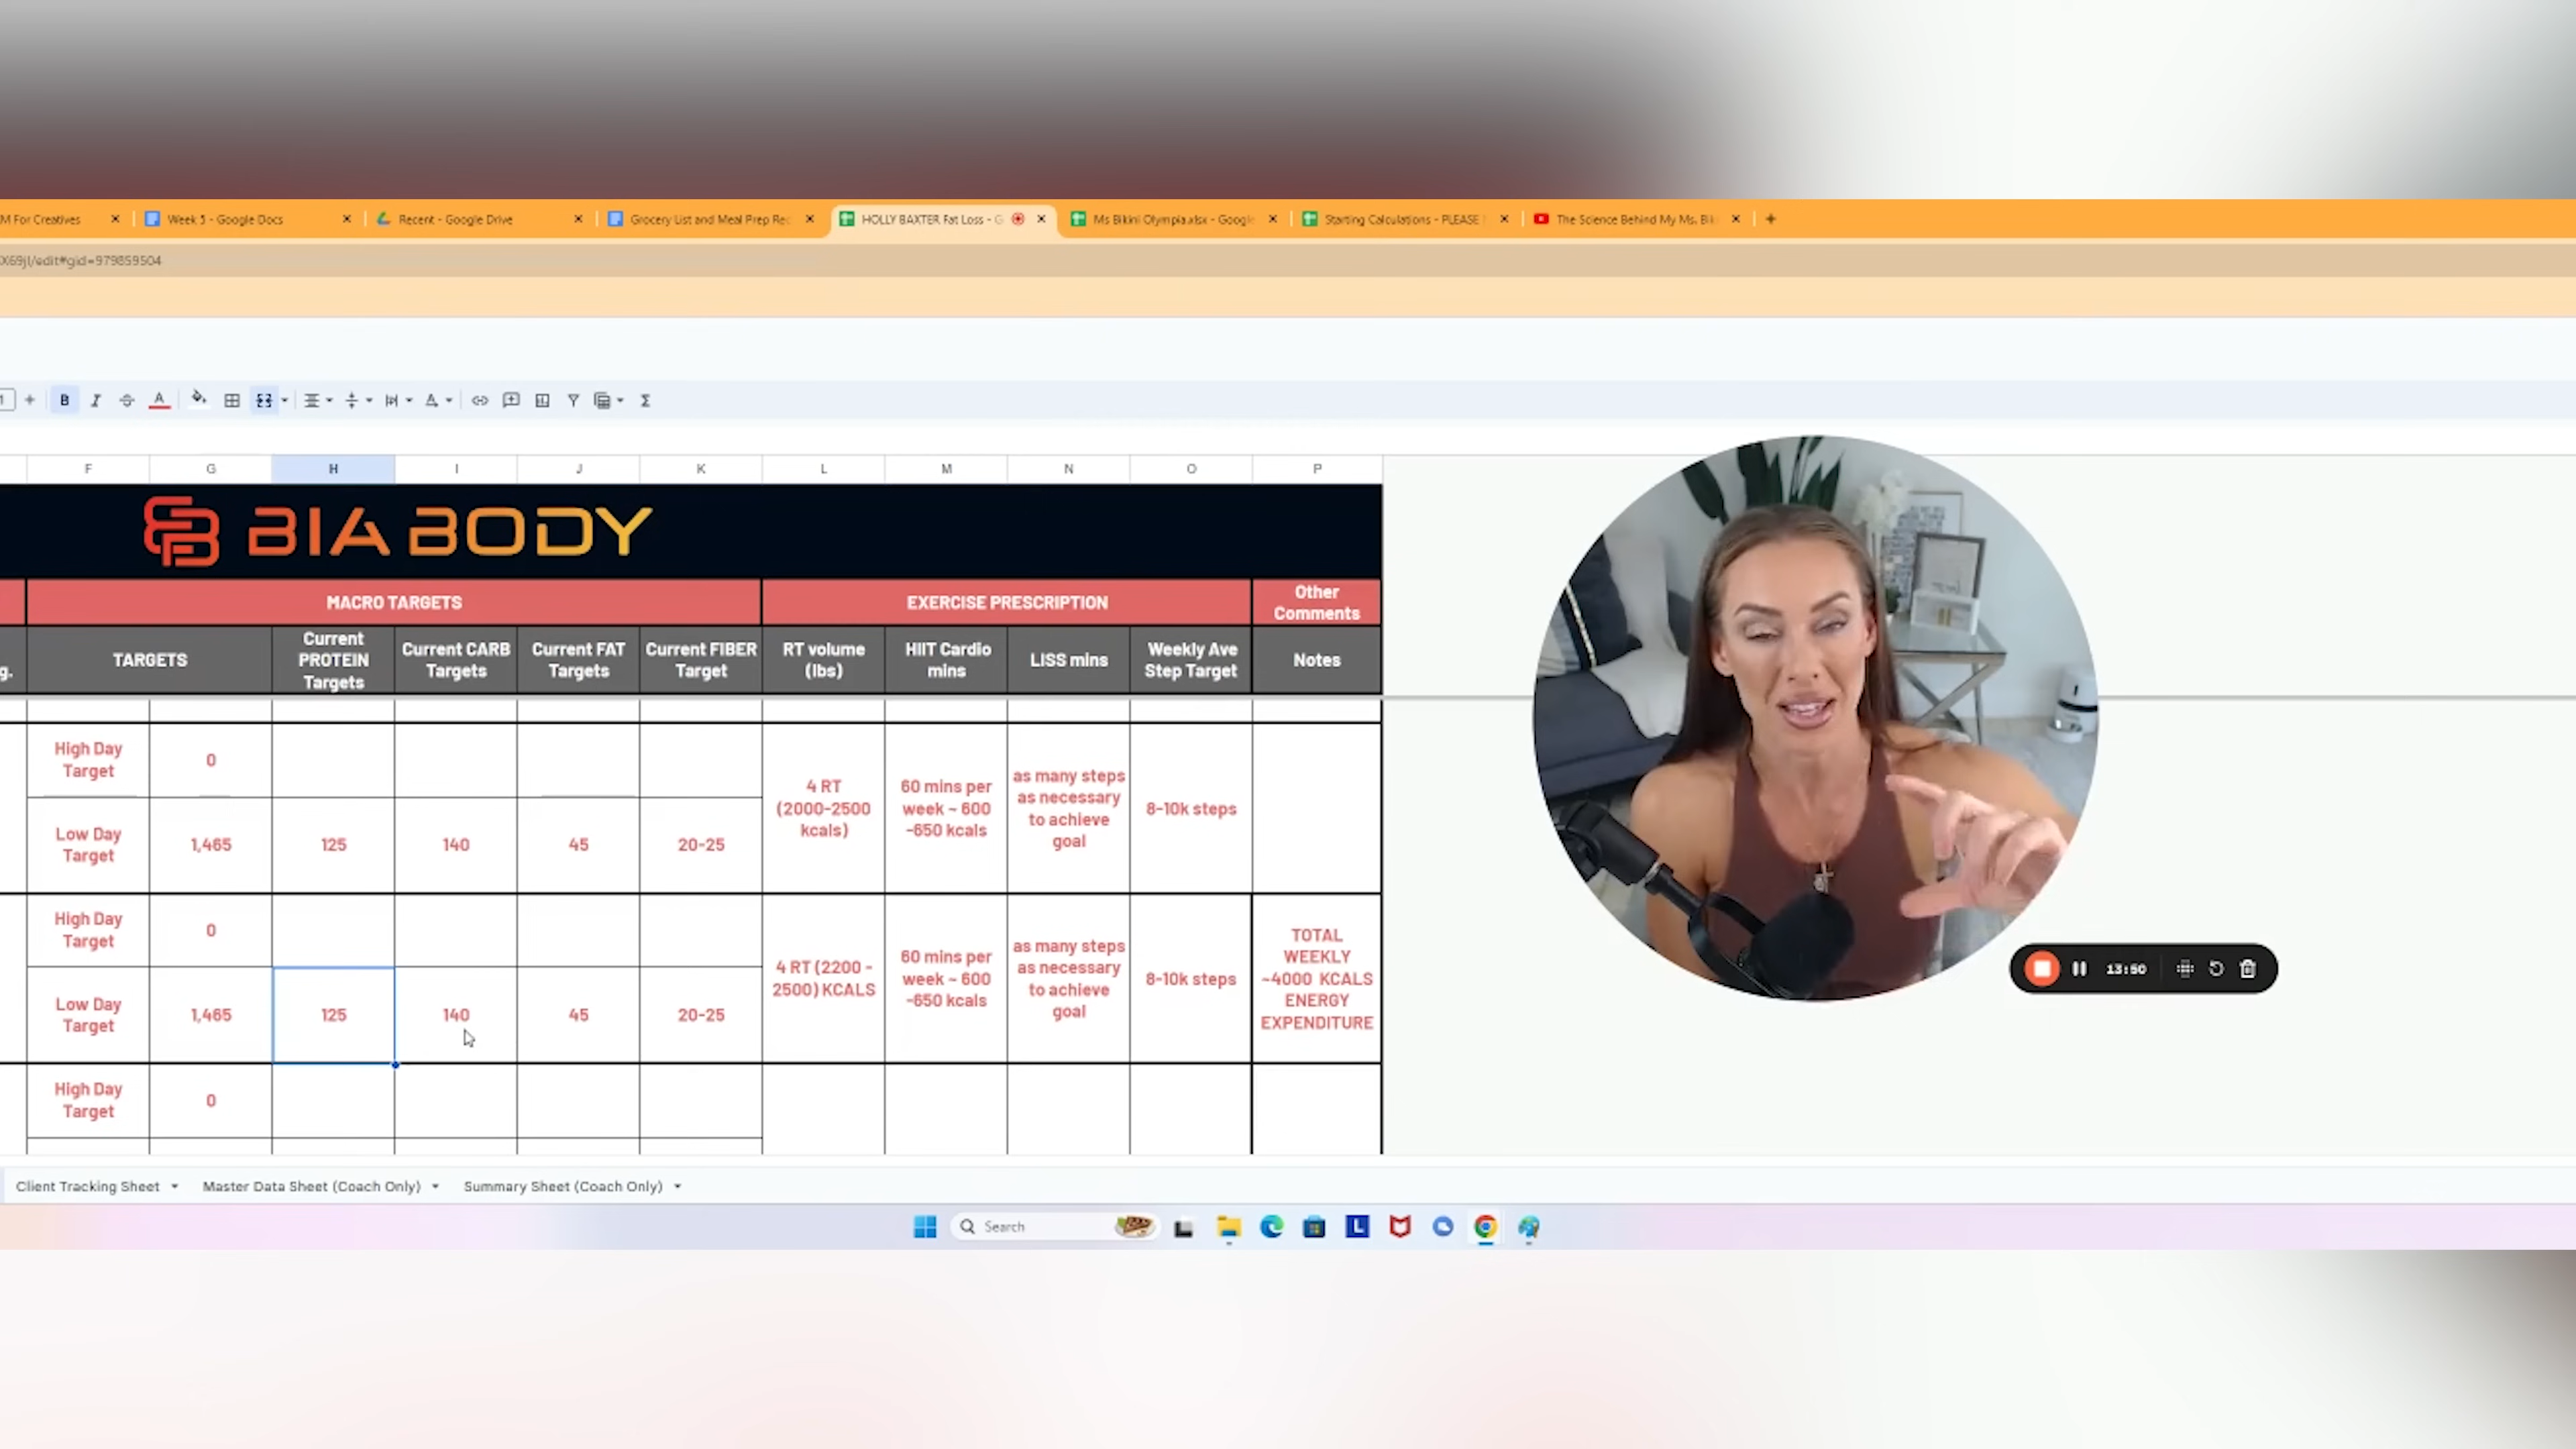 M For Creatives
Week 5 - Google Docs
Recent - Google Drive
Grocery List and Meal Prep Rec
HOLLY BAXTER Fat Loss - G
Ms Bikini Olympia.xlsx - Google
Starting Calculations - PLEASE
The Science Behind My Ms. Bik
X69jl/edit#gid=979859504
F G H I J K L M N O P
BIA BODY
MACRO TARGETS
EXERCISE PRESCRIPTION
Other
Comments
g.
TARGETS
Current
PROTEIN
Targets
Current CARB
Targets
Current FAT
Targets
Current FIBER
Target
RT volume
(lbs)
HIIT Cardio
mins
LISS mins
Weekly Ave
Step Target
Notes
High Day
Target
0
Low Day
Target
1,465
125
140
45
20-25
4 RT
(2000-2500
kcals)
60 mins per
week ~ 600
-650 kcals
as many steps
as necessary
to achieve
goal
8-10k steps
High Day
Target
0
Low Day
Target
1,465
125
140
45
20-25
4 RT (2200 -
2500) KCALS
60 mins per
week ~ 600
-650 kcals
as many steps
as necessary
to achieve
goal
8-10k steps
TOTAL
WEEKLY
~4000 KCALS
ENERGY
EXPENDITURE
High Day
Target
0
13:50
Client Tracking Sheet
Master Data Sheet (Coach Only)
Summary Sheet (Coach Only)
Search